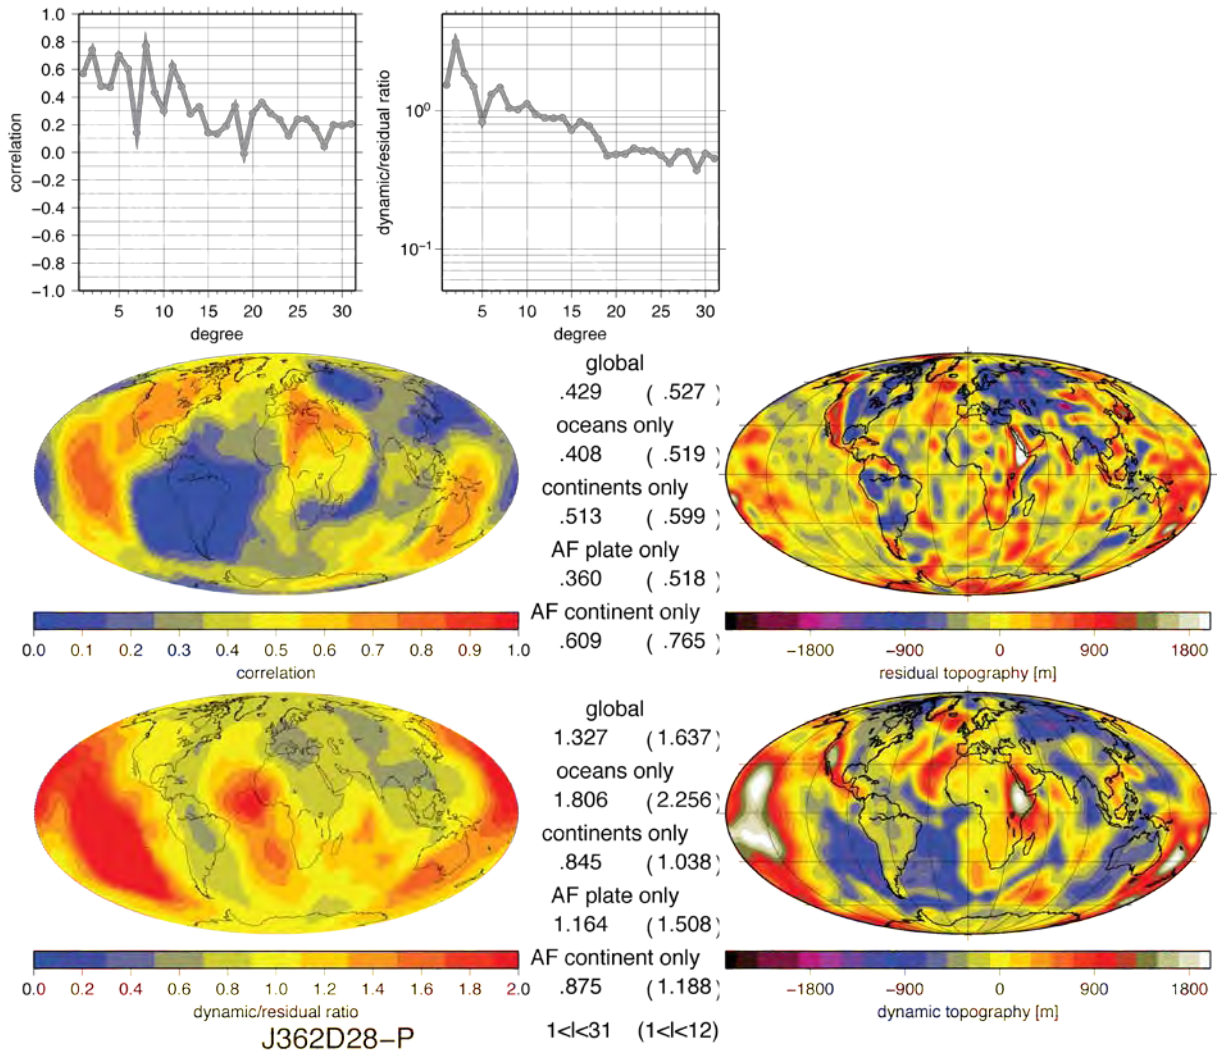 1.0
0.8
0.6
0.4
0.2
0.0
−0.2
−0.4
−0.6
−0.8
−1.0
correlation
5 10 15 20 25 30
degree
10⁰
10⁻¹
dynamic/residual ratio
5 10 15 20 25 30
degree
global
.429 ( .527 )
oceans only
.408 ( .519 )
continents only
.513 ( .599 )
AF plate only
.360 ( .518 )
AF continent only
.609 ( .765 )
0.0 0.1 0.2 0.3 0.4 0.5 0.6 0.7 0.8 0.9 1.0
correlation
−1800 −900 0 900 1800
residual topography [m]
global
1.327 (1.637)
oceans only
1.806 (2.256)
continents only
.845 (1.038)
AF plate only
1.164 (1.508)
AF continent only
.875 (1.188)
0.0 0.2 0.4 0.6 0.8 1.0 1.2 1.4 1.6 1.8 2.0
dynamic/residual ratio
−1800 −900 0 900 1800
dynamic topography [m]
J362D28−P
1<l<31 (1<l<12)